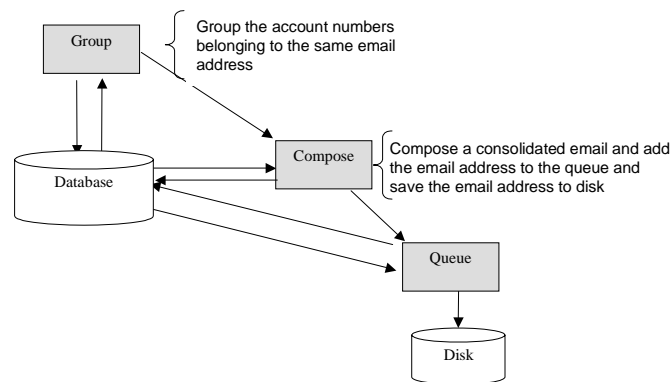 Group
Group the account numbers
belonging to the same email
address
Compose
Compose a consolidated email and add
the email address to the queue and
save the email address to disk
Database
Queue
Disk